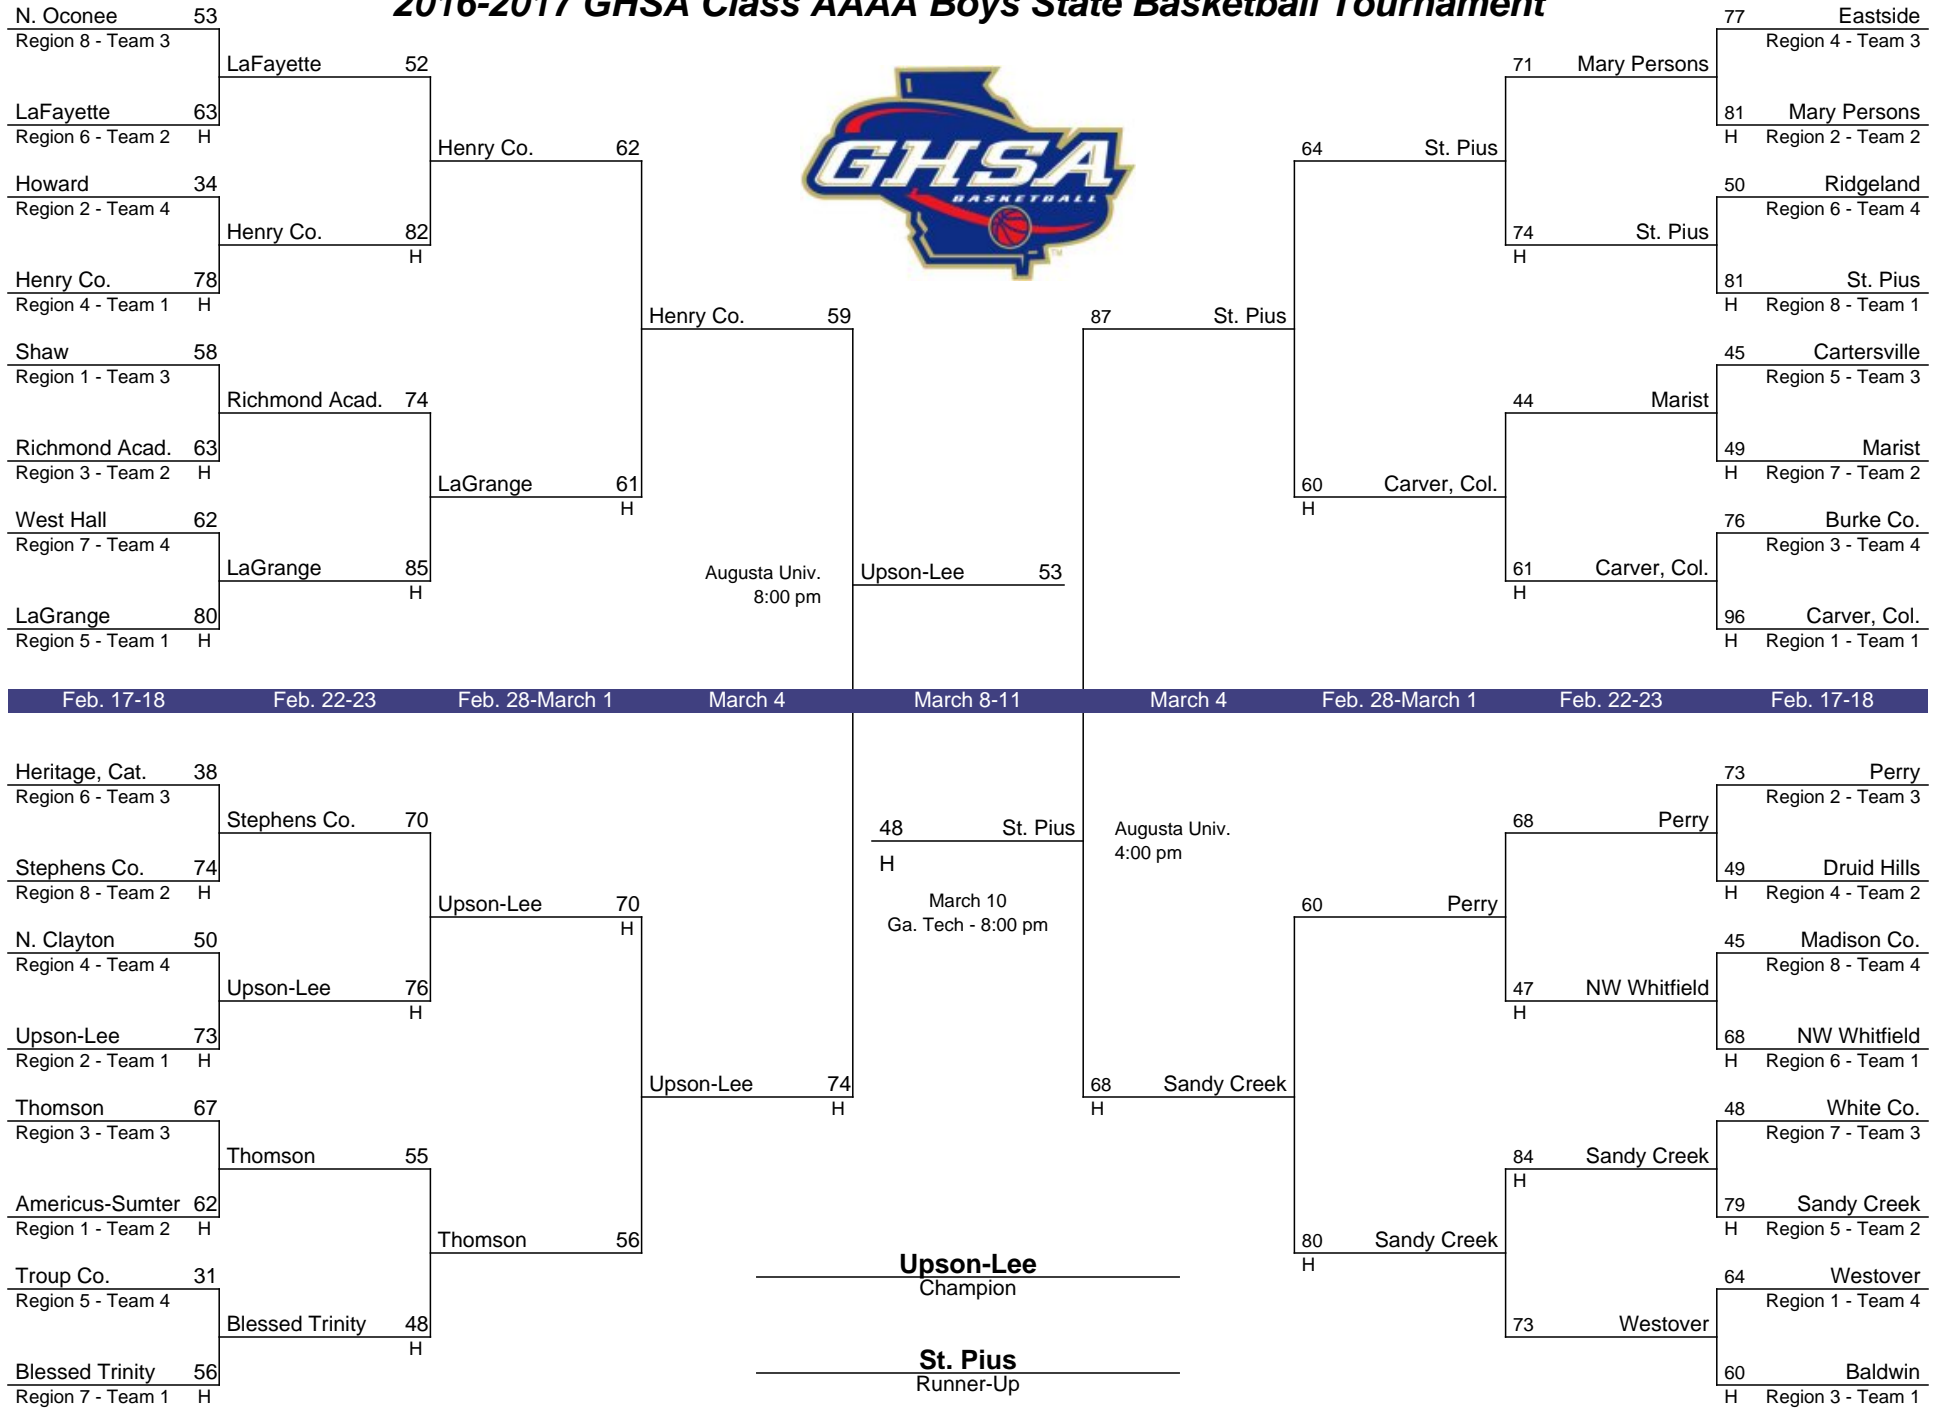 2016-2017 GHSA Class AAAA Boys State Basketball Tournament
N. Oconee 53
Region 8 - Team 3
LaFayette 63
Region 6 - Team 2 H
Howard 34
Region 2 - Team 4
Henry Co. 78
Region 4 - Team 1 H
Shaw 58
Region 1 - Team 3
Richmond Acad. 63
Region 3 - Team 2 H
West Hall 62
Region 7 - Team 4
LaGrange 80
Region 5 - Team 1 H
LaFayette 52
Henry Co. 82
H
Richmond Acad. 74
LaGrange 85
H
Henry Co. 62
LaGrange 61
H
Henry Co. 59
Augusta Univ.
8:00 pm
Upson-Lee 53
GHSA
BASKETBALL
TM
87 St. Pius
64 St. Pius
60 Carver, Col.
H
71 Mary Persons
74 St. Pius
H
44 Marist
61 Carver, Col.
H
77 Eastside
Region 4 - Team 3
81 Mary Persons
H Region 2 - Team 2
50 Ridgeland
Region 6 - Team 4
81 St. Pius
H Region 8 - Team 1
45 Cartersville
Region 5 - Team 3
49 Marist
H Region 7 - Team 2
76 Burke Co.
Region 3 - Team 4
96 Carver, Col.
H Region 1 - Team 1
Feb. 17-18 Feb. 22-23 Feb. 28-March 1 March 4 March 8-11 March 4 Feb. 28-March 1 Feb. 22-23 Feb. 17-18
Heritage, Cat. 38
Region 6 - Team 3
Stephens Co. 74
Region 8 - Team 2 H
N. Clayton 50
Region 4 - Team 4
Upson-Lee 73
Region 2 - Team 1 H
Thomson 67
Region 3 - Team 3
Americus-Sumter 62
Region 1 - Team 2 H
Troup Co. 31
Region 5 - Team 4
Blessed Trinity 56
Region 7 - Team 1 H
Stephens Co. 70
Upson-Lee 76
H
Thomson 55
Blessed Trinity 48
H
Upson-Lee 70
H
Thomson 56
Upson-Lee 74
H
48 St. Pius
H
March 10
Ga. Tech - 8:00 pm
Augusta Univ.
4:00 pm
68 Sandy Creek
H
60 Perry
80 Sandy Creek
H
68 Perry
47 NW Whitfield
H
84 Sandy Creek
H
73 Westover
73 Perry
Region 2 - Team 3
49 Druid Hills
H Region 4 - Team 2
45 Madison Co.
Region 8 - Team 4
68 NW Whitfield
H Region 6 - Team 1
48 White Co.
Region 7 - Team 3
79 Sandy Creek
H Region 5 - Team 2
64 Westover
Region 1 - Team 4
60 Baldwin
H Region 3 - Team 1
Upson-Lee
Champion
St. Pius
Runner-Up